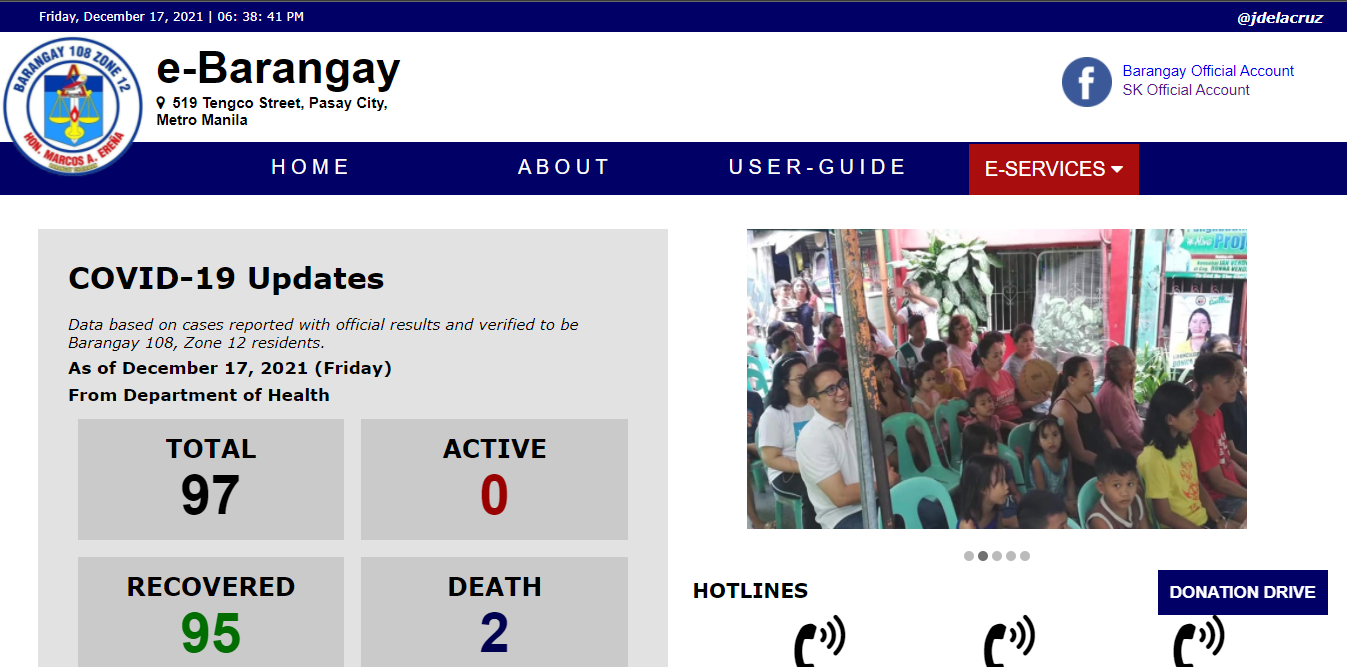 Friday, December 17, 2021 | 06: 38: 41 PM
@jdelacruz
BARANGAY 108 ZONE 12
HON. MARCOS A. EREÑA
e-Barangay
519 Tengco Street, Pasay City,
Metro Manila
Barangay Official Account
SK Official Account
HOME
ABOUT
USER-GUIDE
E-SERVICES
COVID-19 Updates
Data based on cases reported with official results and verified to be
Barangay 108, Zone 12 residents.
As of December 17, 2021 (Friday)
From Department of Health
TOTAL
97
ACTIVE
0
RECOVERED
95
DEATH
2
HOTLINES
DONATION DRIVE